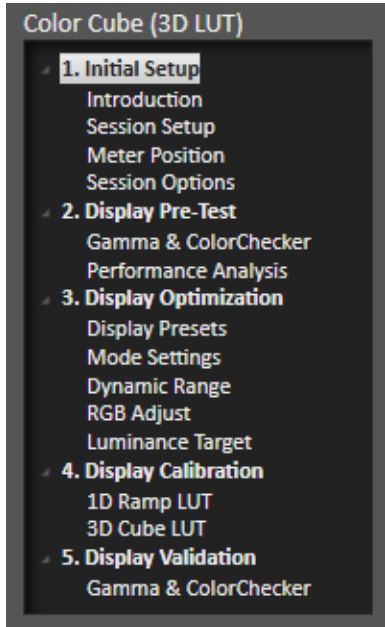 Color Cube (3D LUT)
1. Initial Setup
Introduction
Session Setup
Meter Position
Session Options
2. Display Pre-Test
Gamma & ColorChecker
Performance Analysis
3. Display Optimization
Display Presets
Mode Settings
Dynamic Range
RGB Adjust
Luminance Target
4. Display Calibration
1D Ramp LUT
3D Cube LUT
5. Display Validation
Gamma & ColorChecker